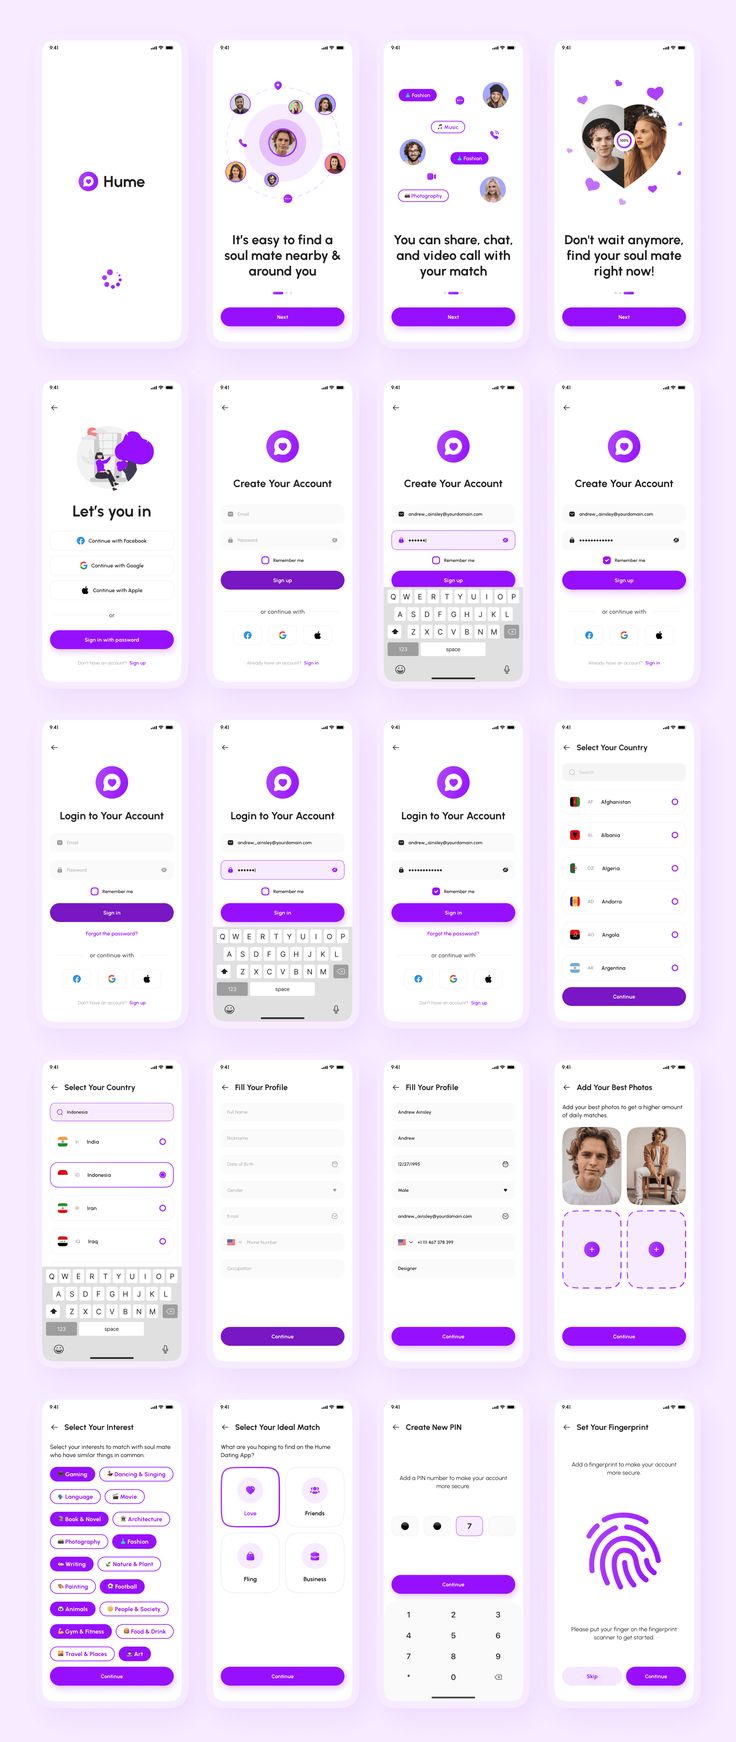 9:41
Hume
9:41
It's easy to find a
soul mate nearby &
around you
Next
9:41
Fashion
Music
Fashion
Photography
You can share, chat,
and video call with
your match
Next
9:41
100%
Don't wait anymore,
find your soul mate
right now!
Next
9:41
Let's you in
Continue with Facebook
Continue with Google
Continue with Apple
or
Sign in with password
Don't have an account? Sign up
9:41
Create Your Account
Email
Password
Remember me
Sign up
or continue with
Already have an account? Sign in
9:41
Create Your Account
andrew_ainsley@yourdomain.com
Remember me
Sign up
Q W E R T Y U I O P
A S D F G H J K L
Z X C V B N M
123 space
9:41
Create Your Account
andrew_ainsley@yourdomain.com
Remember me
Sign up
or continue with
Already have an account? Sign in
9:41
Login to Your Account
Email
Password
Remember me
Sign in
Forgot the password?
or continue with
Don't have an account? Sign up
9:41
Login to Your Account
andrew_ainsley@yourdomain.com
Remember me
Sign in
Q W E R T Y U I O P
A S D F G H J K L
Z X C V B N M
123 space
9:41
Login to Your Account
andrew_ainsley@yourdomain.com
Remember me
Sign in
Forgot the password?
or continue with
Don't have an account? Sign up
9:41
Select Your Country
Search
AF Afghanistan
AL Albania
DZ Algeria
AD Andorra
AO Angola
AR Argentina
Continue
9:41
Select Your Country
Indonesia
IN India
ID Indonesia
IR Iran
IQ Iraq
Q W E R T Y U I O P
A S D F G H J K L
Z X C V B N M
123 space
9:41
Fill Your Profile
Full Name
Nickname
Date of Birth
Gender
Email
Phone Number
Occupation
Continue
9:41
Fill Your Profile
Andrew Ainsley
Andrew
12/27/1995
Male
andrew_ainsley@yourdomain.com
+1 111 467 378 399
Designer
Continue
9:41
Add Your Best Photos
Add your best photos to get a higher amount
of daily matches.
Continue
9:41
Select Your Interest
Select your interests to match with soul mate
who have similar things in common.
Gaming Dancing & Singing
Language Movie
Book & Novel Architecture
Photography Fashion
Writing Nature & Plant
Painting Football
Animals People & Society
Gym & Fitness Food & Drink
Travel & Places Art
Continue
9:41
Select Your Ideal Match
What are you hoping to find on the Hume
Dating App?
Love Friends
Fling Business
Continue
9:41
Create New PIN
Add a PIN number to make your account
more secure.
7
Continue
1 2 3
4 5 6
7 8 9
* 0
9:41
Set Your Fingerprint
Add a fingerprint to make your account
more secure.
Please put your finger on the fingerprint
scanner to get started.
Skip Continue